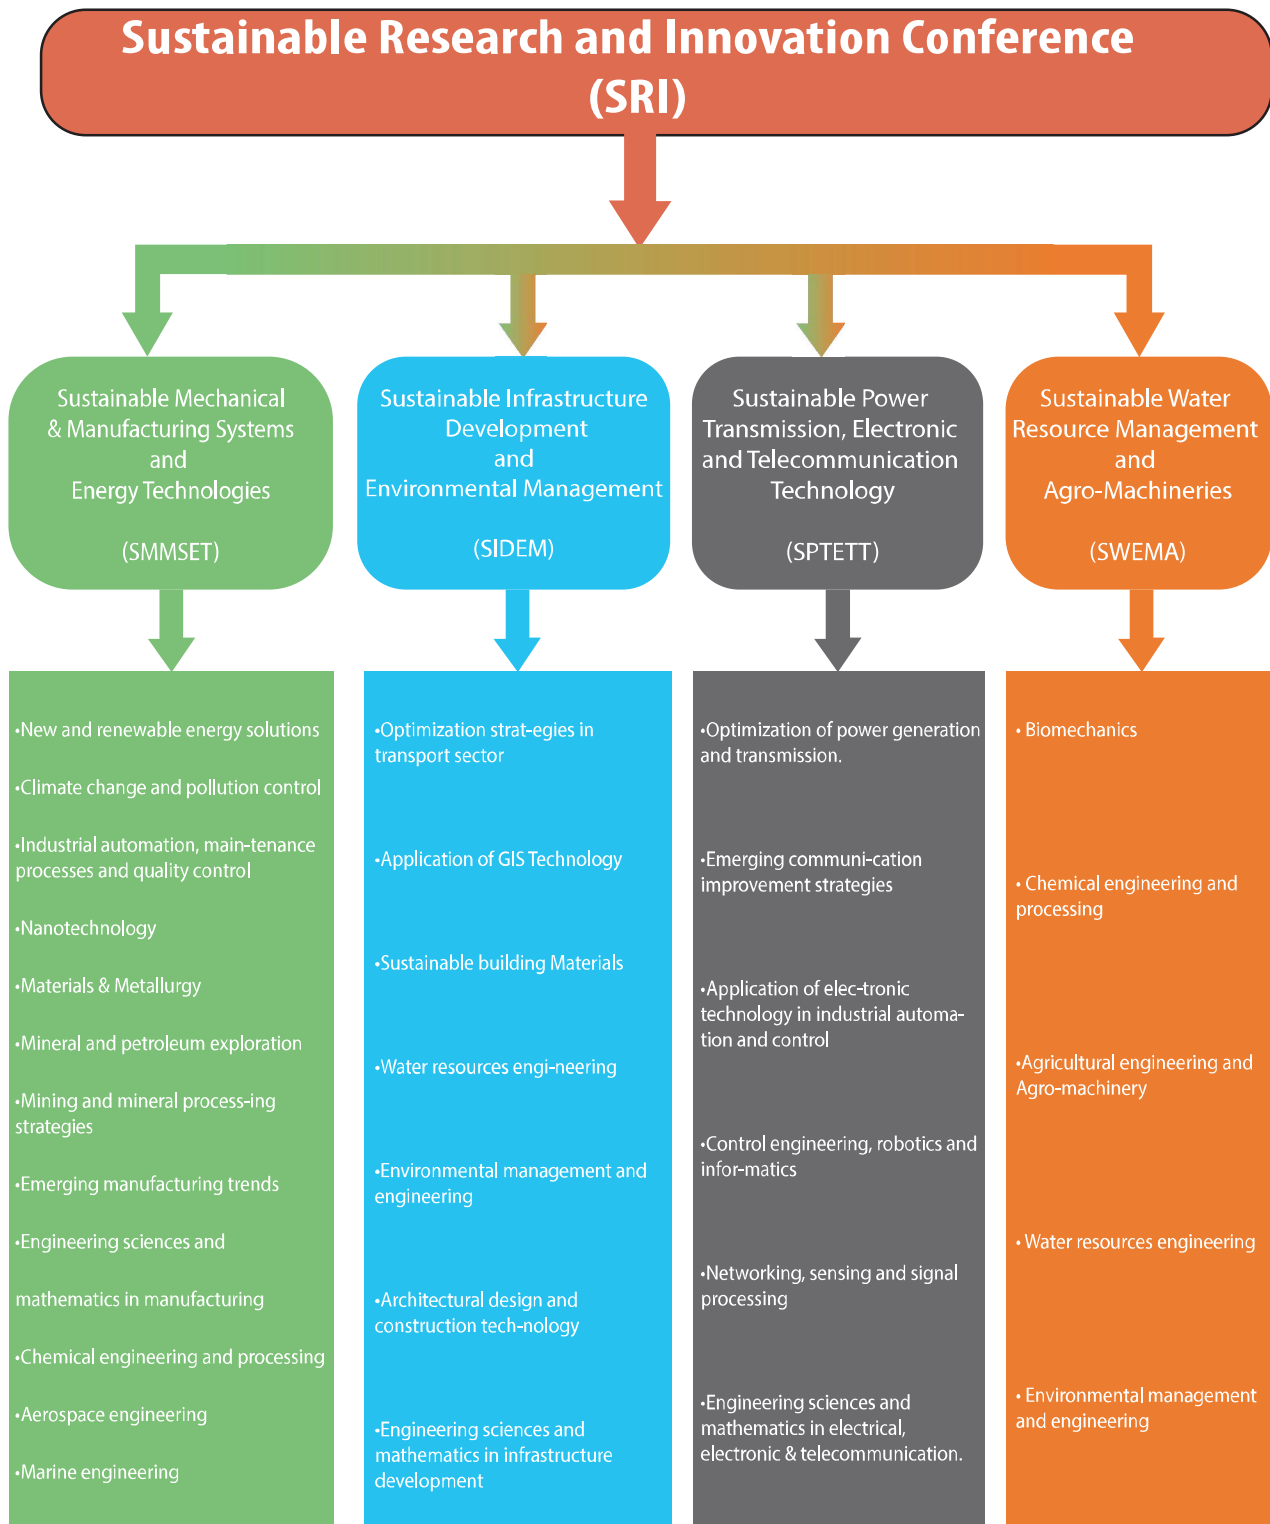 Sustainable Research and Innovation Conference
(SRI)
Sustainable Mechanical
& Manufacturing Systems
and
Energy Technologies
(SMMSET)
Sustainable Infrastructure
Development
and
Environmental Management
(SIDEM)
Sustainable Power
Transmission, Electronic
and Telecommunication
Technology
(SPTETT)
Sustainable Water
Resource Management
and
Agro-Machineries
(SWEMA)
•New and renewable energy solutions
•Climate change and pollution control
•Industrial automation, main-tenance
processes and quality control
•Nanotechnology
•Materials & Metallurgy
•Mineral and petroleum exploration
•Mining and mineral process-ing
strategies
•Emerging manufacturing trends
•Engineering sciences and
mathematics in manufacturing
•Chemical engineering and processing
•Aerospace engineering
•Marine engineering
•Optimization strat-egies in
transport sector
•Application of GIS Technology
•Sustainable building Materials
•Water resources engi-neering
•Environmental management and
engineering
•Architectural design and
construction tech-nology
•Engineering sciences and
mathematics in infrastructure
development
•Optimization of power generation
and transmission.
•Emerging communi-cation
improvement strategies
•Application of elec-tronic
technology in industrial automa-
tion and control
•Control engineering, robotics and
infor-matics
•Networking, sensing and signal
processing
•Engineering sciences and
mathematics in electrical,
electronic & telecommunication.
• Biomechanics
• Chemical engineering and
processing
•Agricultural engineering and
Agro-machinery
• Water resources engineering
• Environmental management
and engineering